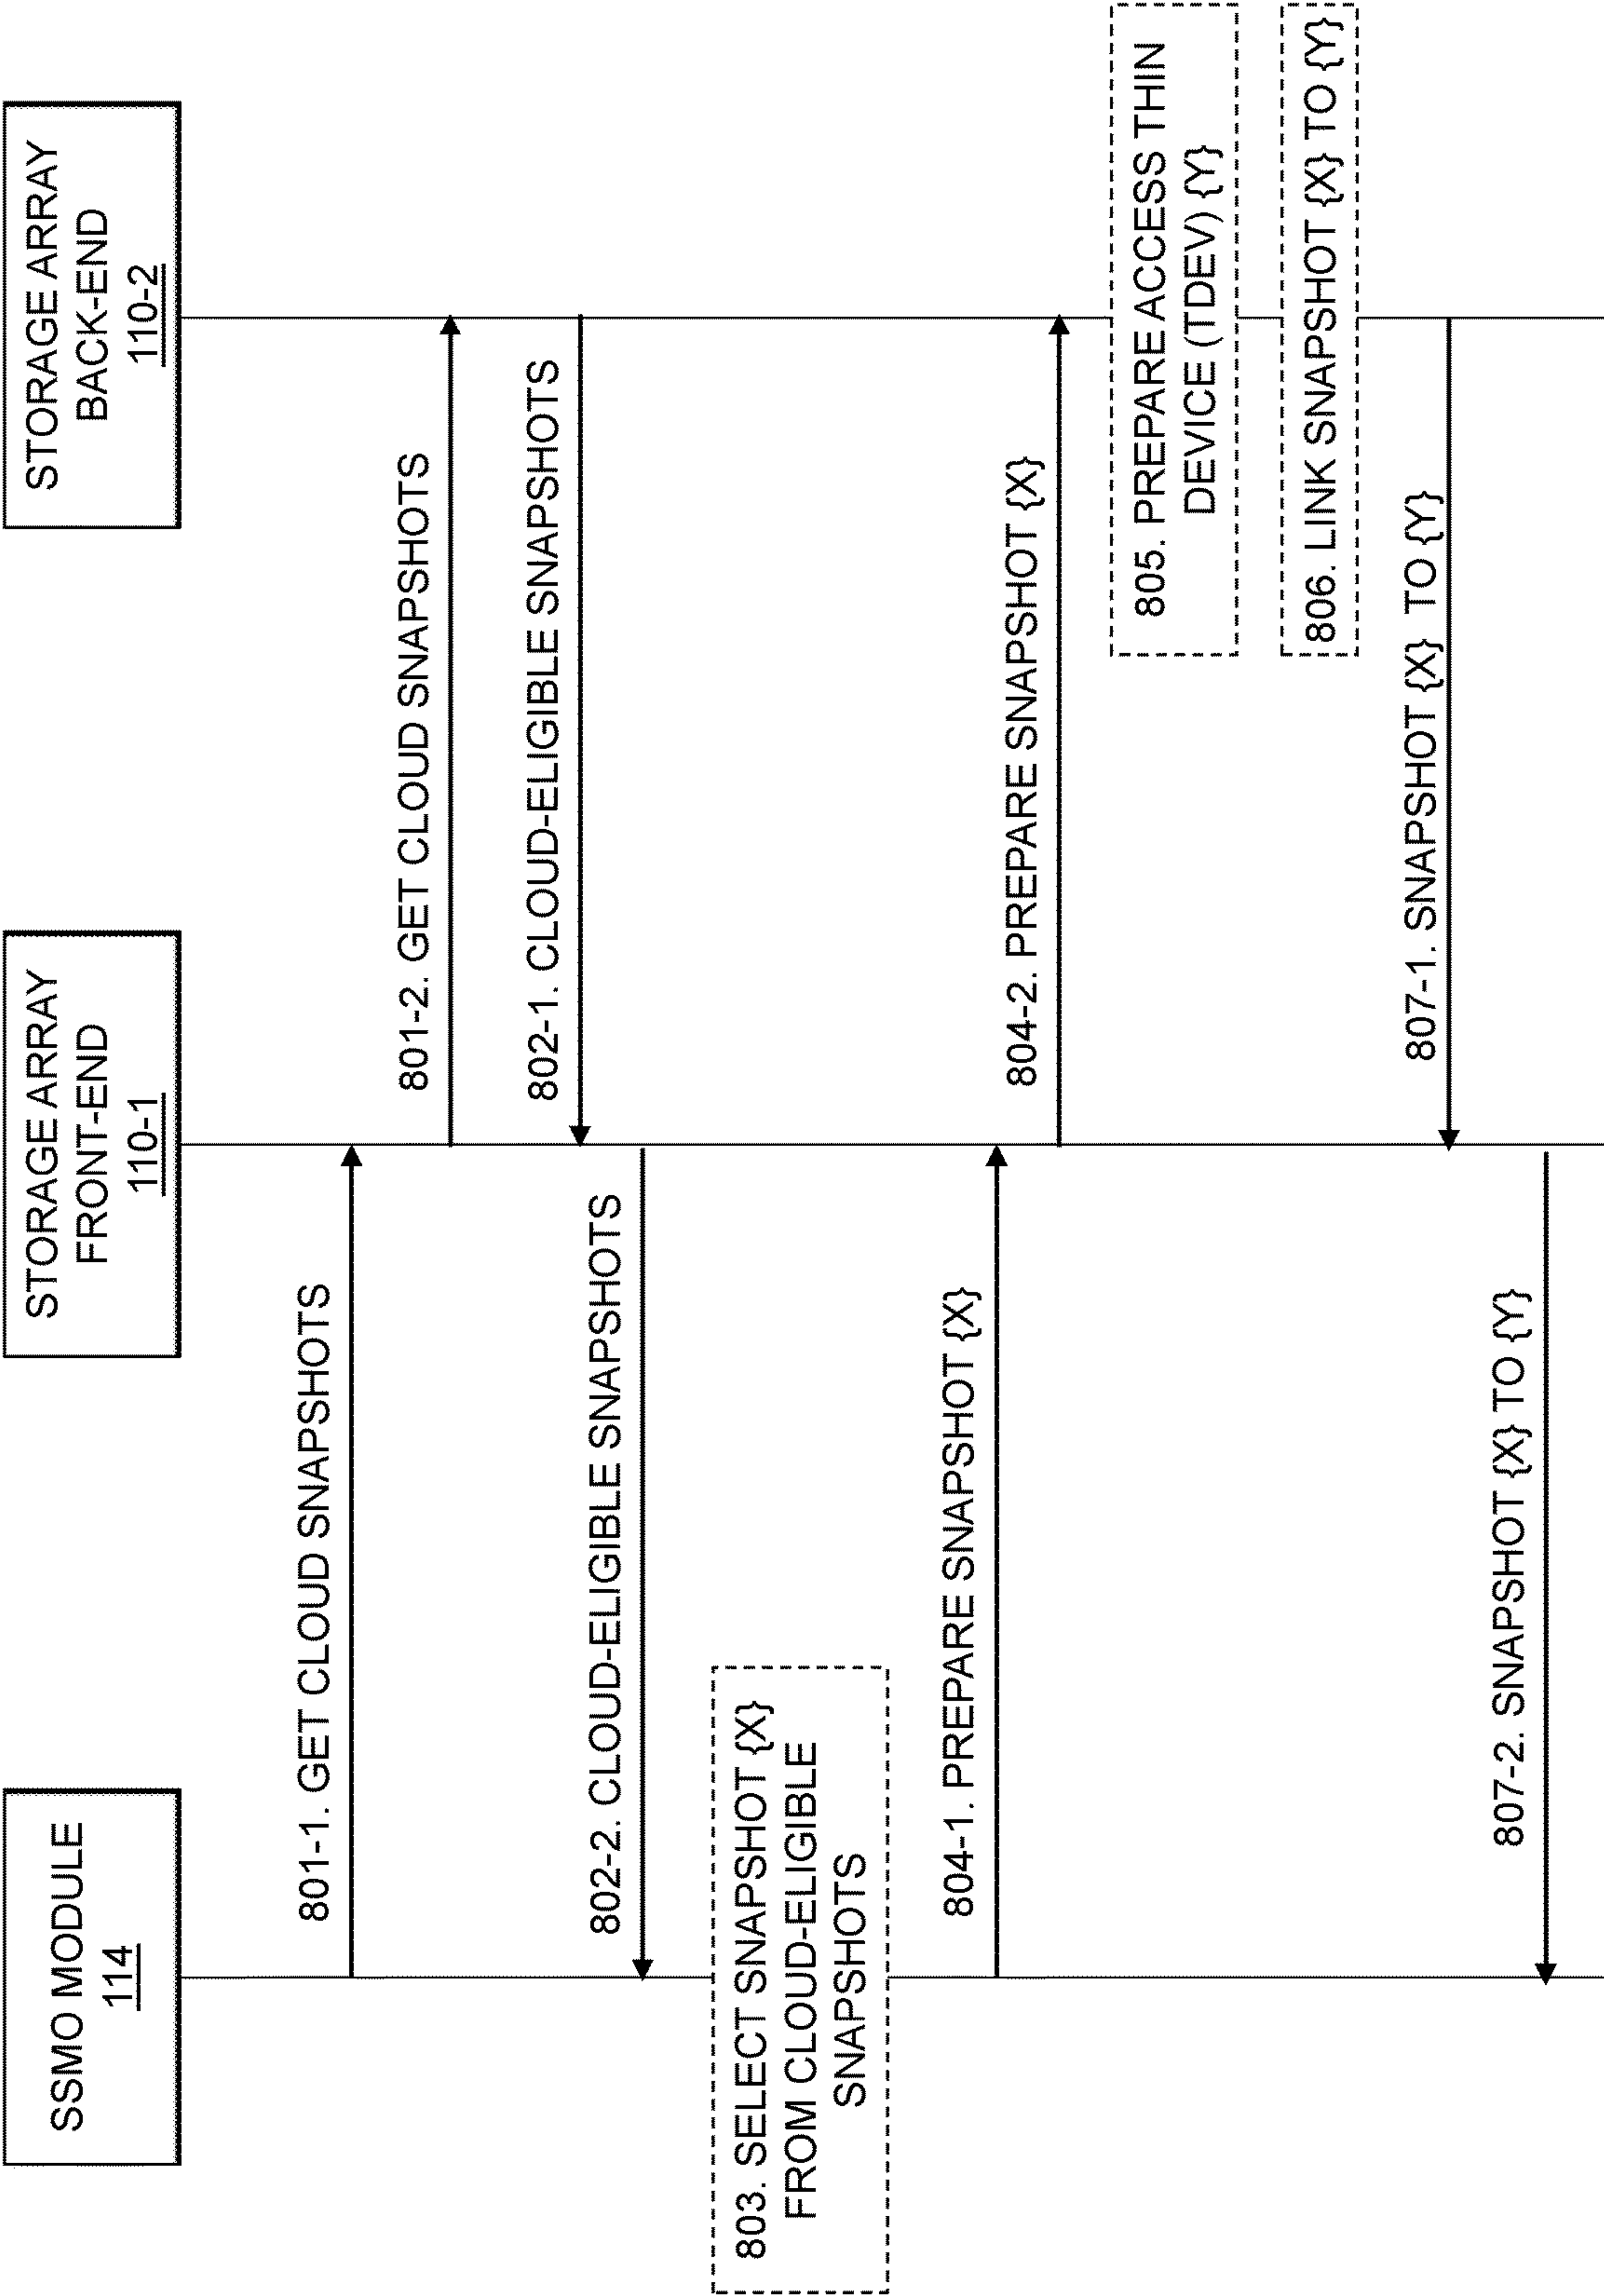 SSMO MODULE
114
STORAGE ARRAY
FRONT-END
110-1
STORAGE ARRAY
BACK-END
110-2
801-1. GET CLOUD SNAPSHOTS
801-2. GET CLOUD SNAPSHOTS
802-1. CLOUD-ELIGIBLE SNAPSHOTS
802-2. CLOUD-ELIGIBLE SNAPSHOTS
803. SELECT SNAPSHOT {X}
FROM CLOUD-ELIGIBLE
SNAPSHOTS
804-1. PREPARE SNAPSHOT {X}
804-2. PREPARE SNAPSHOT {X}
805. PREPARE ACCESS THIN
DEVICE (TDEV) {Y}
806. LINK SNAPSHOT {X} TO {Y}
807-1. SNAPSHOT {X} TO {Y}
807-2. SNAPSHOT {X} TO {Y}